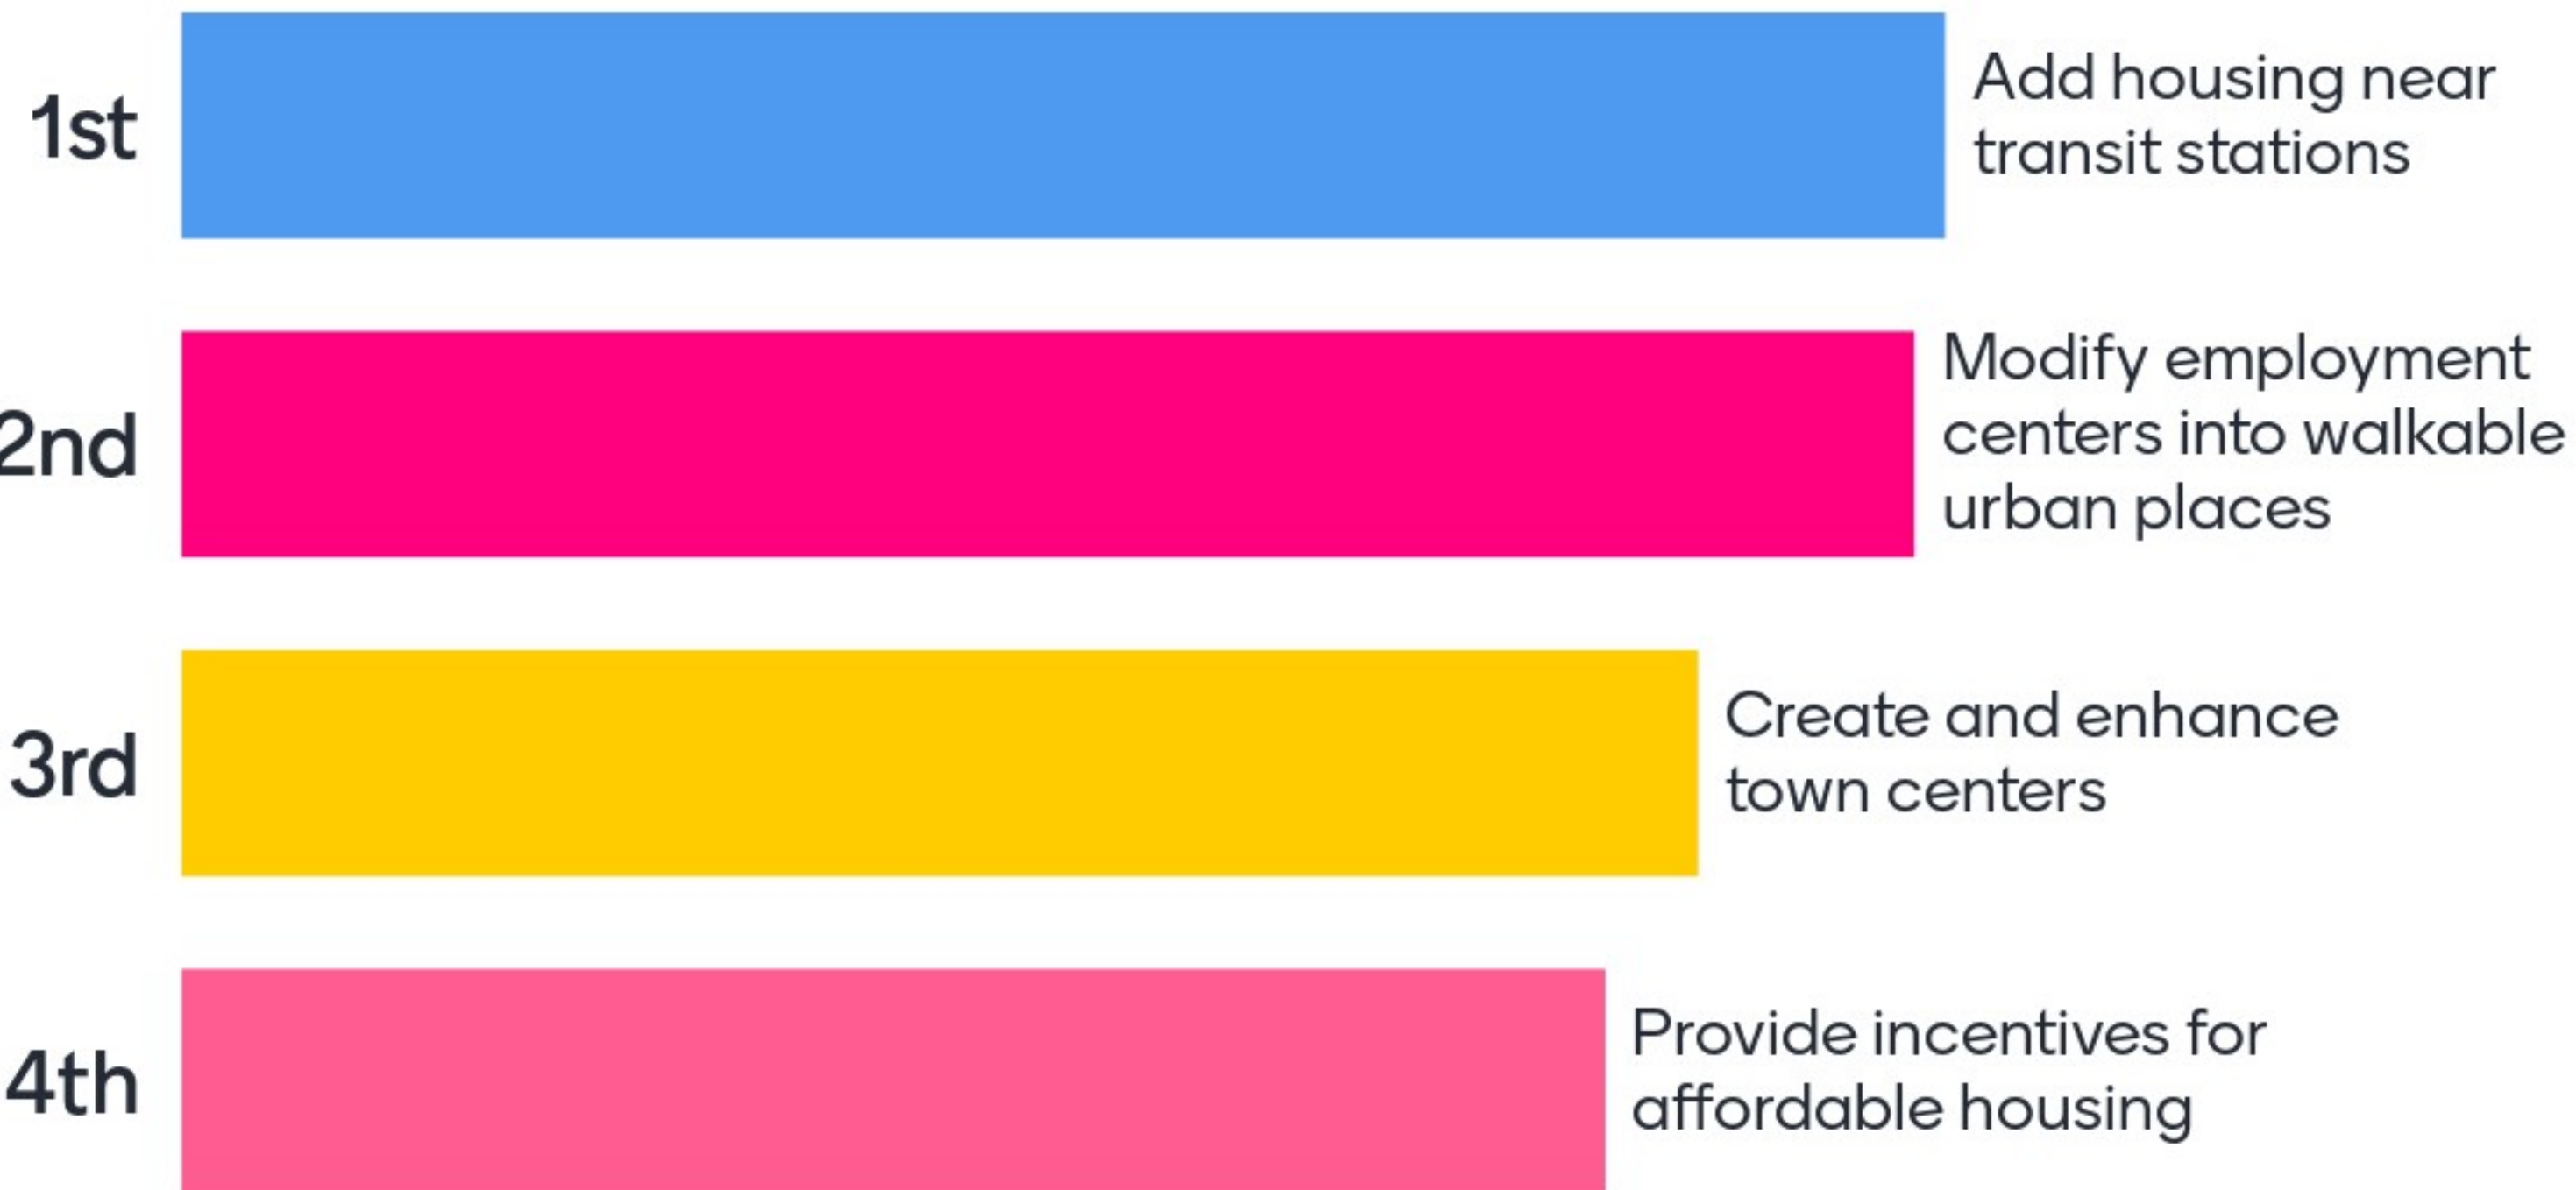 1st
Add housing near
transit stations
2nd
Modify employment
centers into walkable
urban places
3rd
Create and enhance
town centers
4th
Provide incentives for
affordable housing